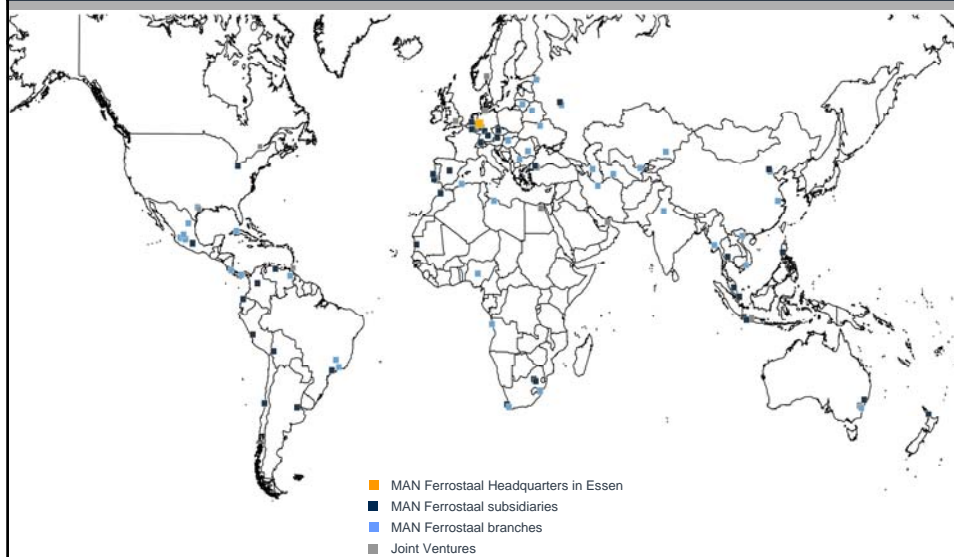 MAN Ferrostaal Headquarters in Essen
MAN Ferrostaal subsidiaries
MAN Ferrostaal branches
Joint Ventures